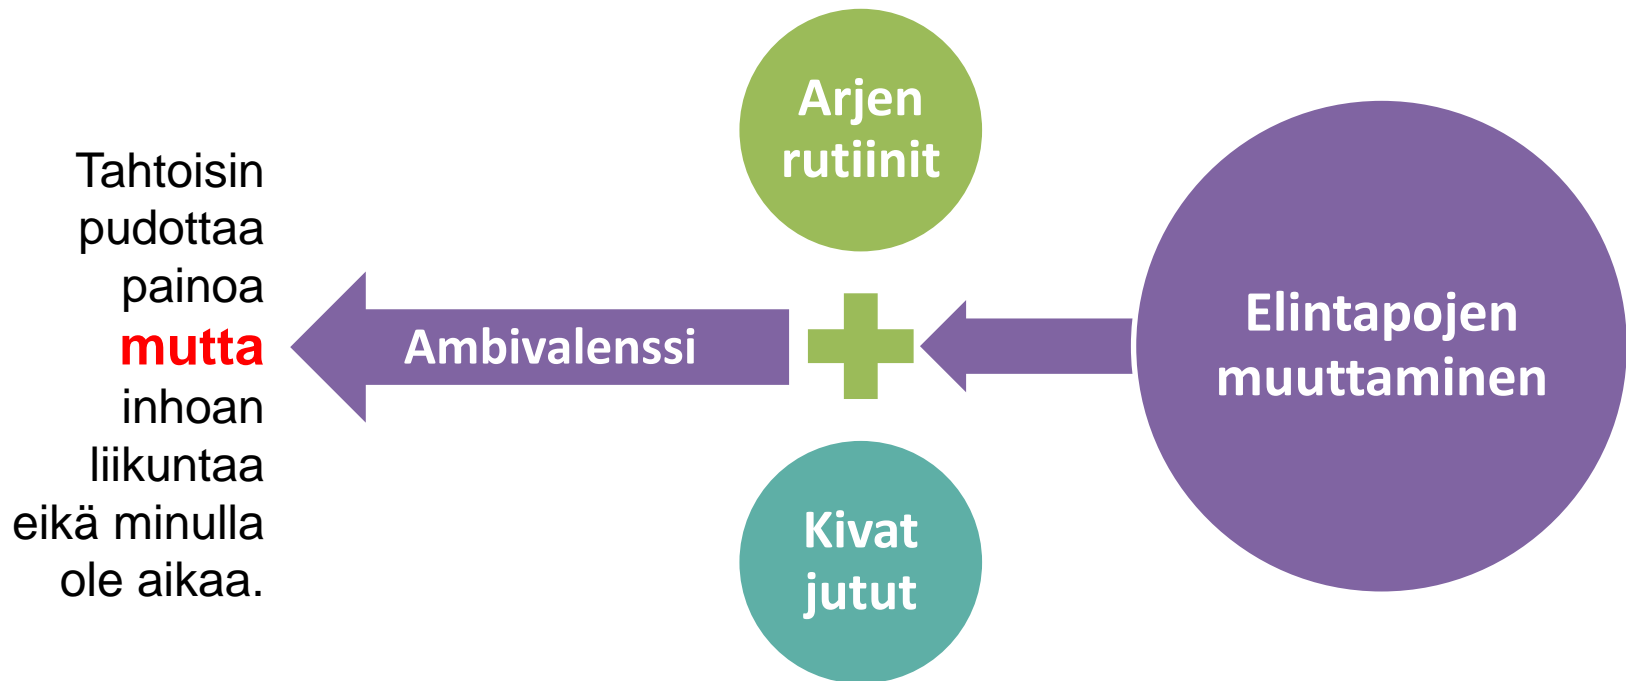 Tahtoisin
pudottaa
painoa
mutta
inhoan
liikuntaa
eikä minulla
ole aikaa.
Ambivalenssi
Arjen
rutiinit
Kivat
jutut
Elintapojen
muuttaminen